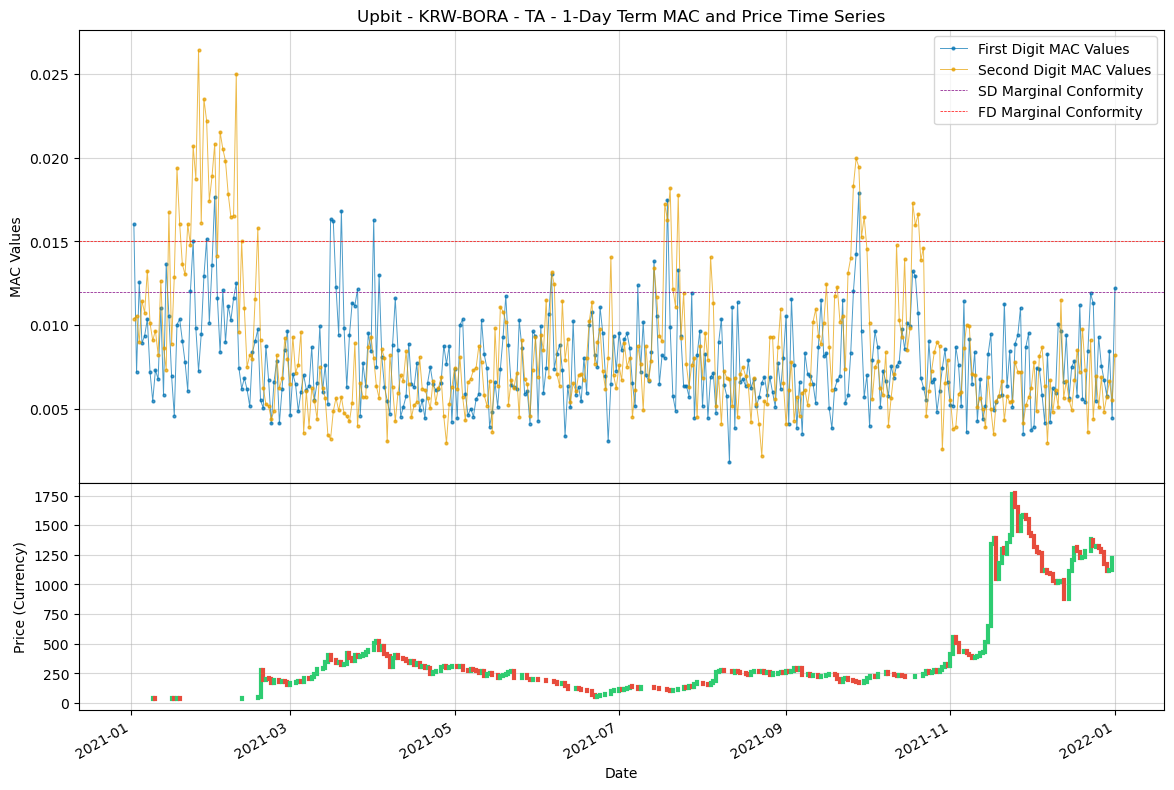 Upbit - KRW-BORA - TA - 1-Day Term MAC and Price Time Series
First Digit MAC Values
Second Digit MAC Values
SD Marginal Conformity
FD Marginal Conformity
MAC Values
0.025
0.020
0.015
0.010
0.005
Price (Currency)
1750
1500
1250
1000
750
500
250
0
2021-01
2021-03
2021-05
2021-07
2021-09
2021-11
2022-01
Date